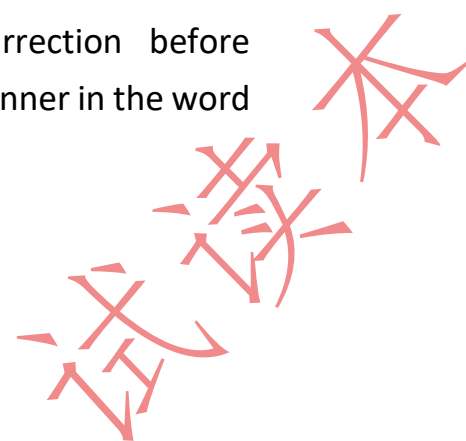 rrection before
nner in the word
试读本